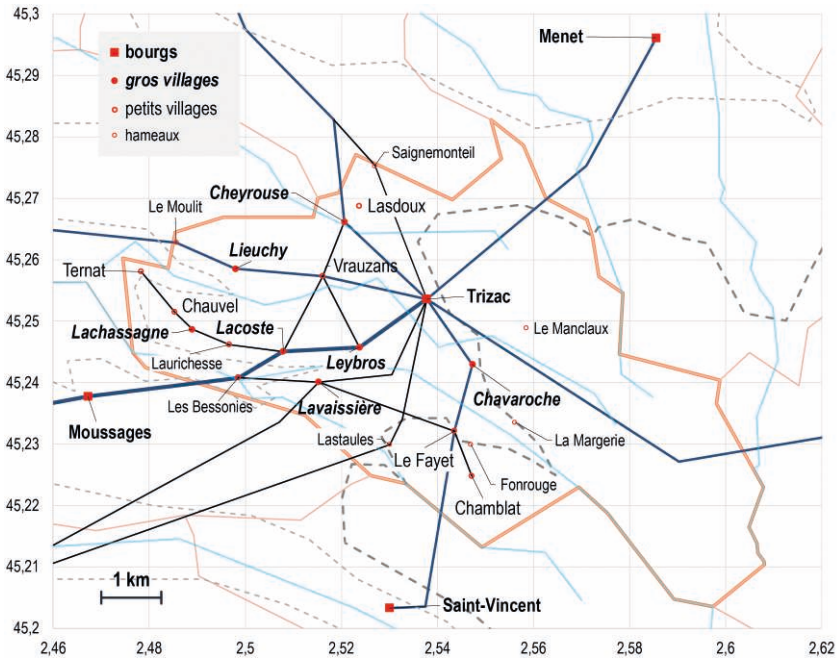 45,3
45,29
45,28
45,27
45,26
45,25
45,24
45,23
45,22
45,21
45,2
bourgs
gros villages
petits villages
hameaux
Menet
Saignemonteil
Cheyrouse
Lasdoux
Le Moulit
Lieuchy
Vrauzans
Ternat
Trizac
Chauvel
Lachassagne
Lacoste
Le Manclaux
Laurichesse
Leybros
Les Bessonies
Lavaissière
Chavaroche
Moussages
Lastaules
La Margerie
Le Fayet
Fonrouge
Chamblat
1 km
Saint-Vincent
2,46
2,48
2,5
2,52
2,54
2,56
2,58
2,6
2,62